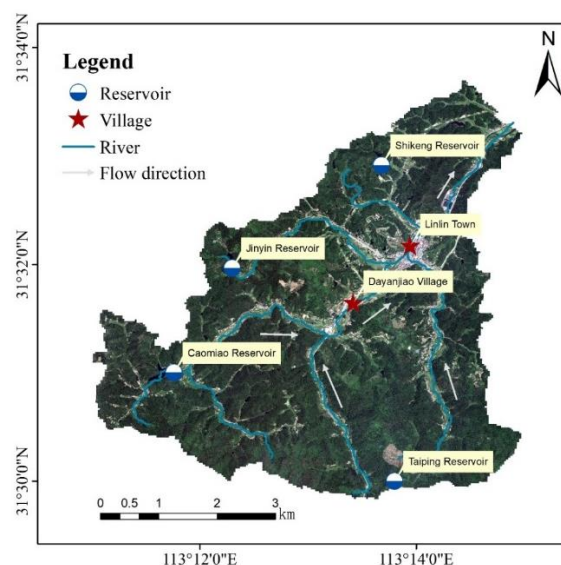 31°34'0"N
N
Legend
Reservoir
Village
River
Flow direction
Shikeng Reservoir
Linlin Town
31°32'0"N
Jinyin Reservoir
Dayanjiao Village
Caomiao Reservoir
Taiping Reservoir
31°30'0"N
0 0.5 1 2 3
km
113°12'0"E 113°14'0"E